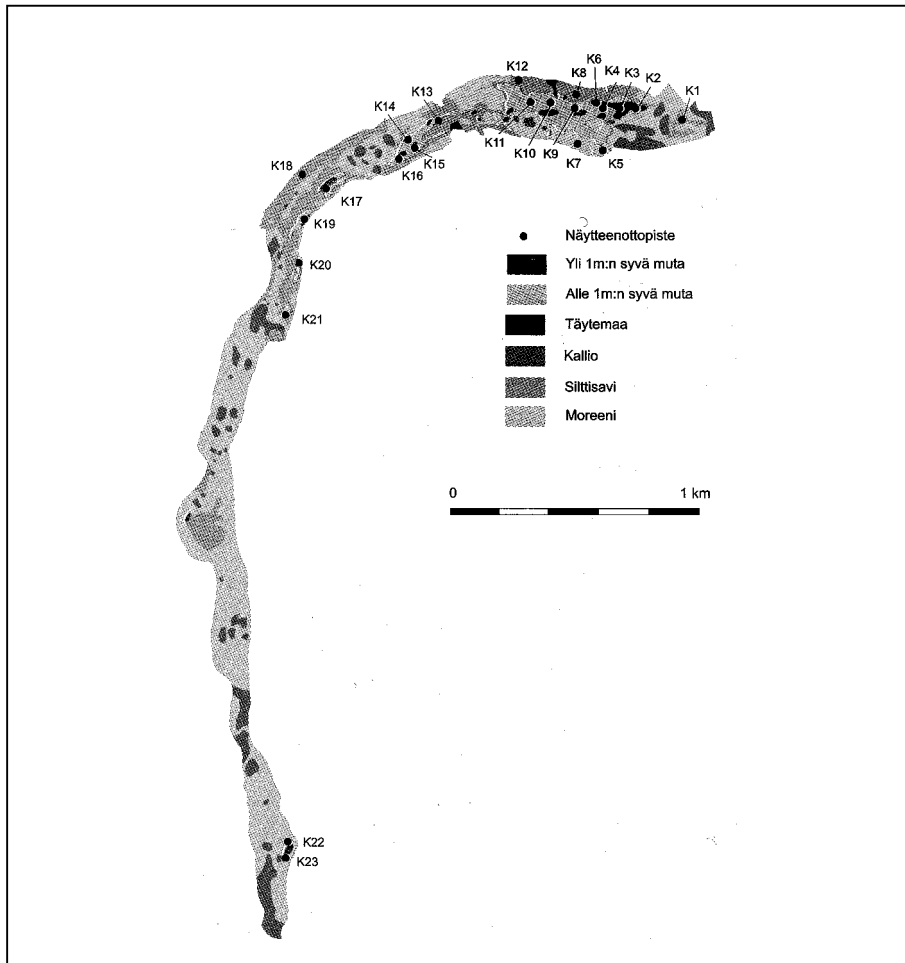 K12
K8
K6
K4
K3
K2
K1
K13
K14
K11
K10
K9
K7
K5
K15
K16
K18
K17
K19
K20
K21
Näytteenottopiste
Yli 1m:n syvä muta
Alle 1m:n syvä muta
Täytemaa
Kallio
Silttisavi
Moreeni
0 1 km
K22
K23